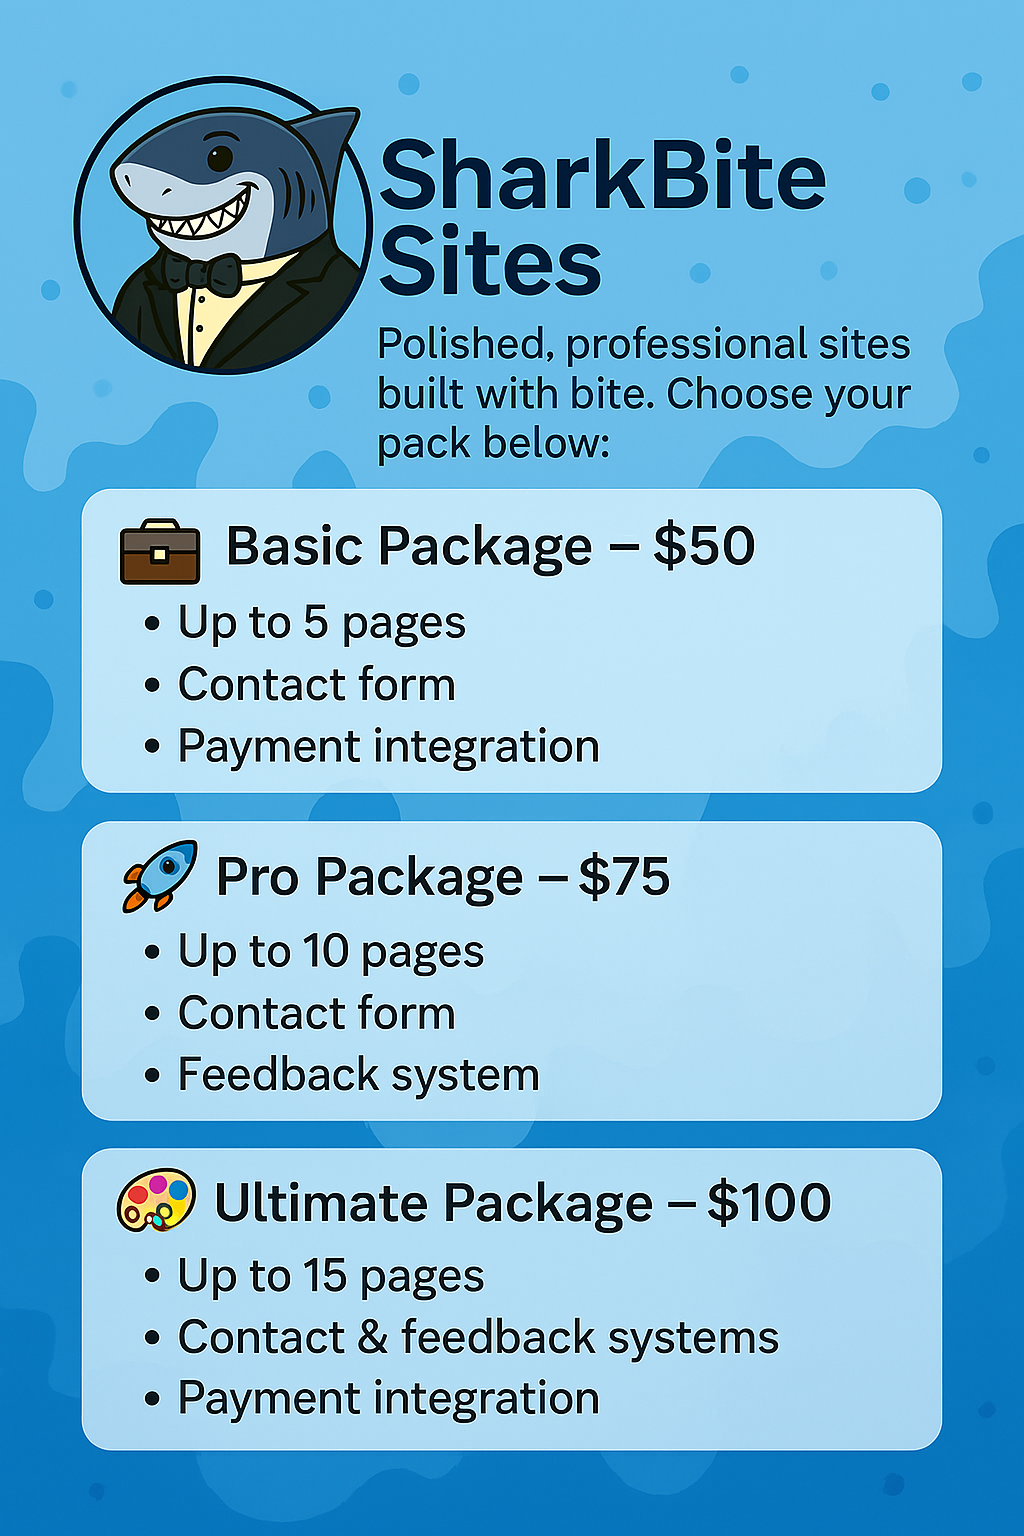 SharkBite
Sites
Polished, professional sites
built with bite. Choose your
pack below:
Basic Package – $50
• Up to 5 pages
• Contact form
• Payment integration
Pro Package – $75
• Up to 10 pages
• Contact form
• Feedback system
Ultimate Package – $100
• Up to 15 pages
• Contact & feedback systems
• Payment integration